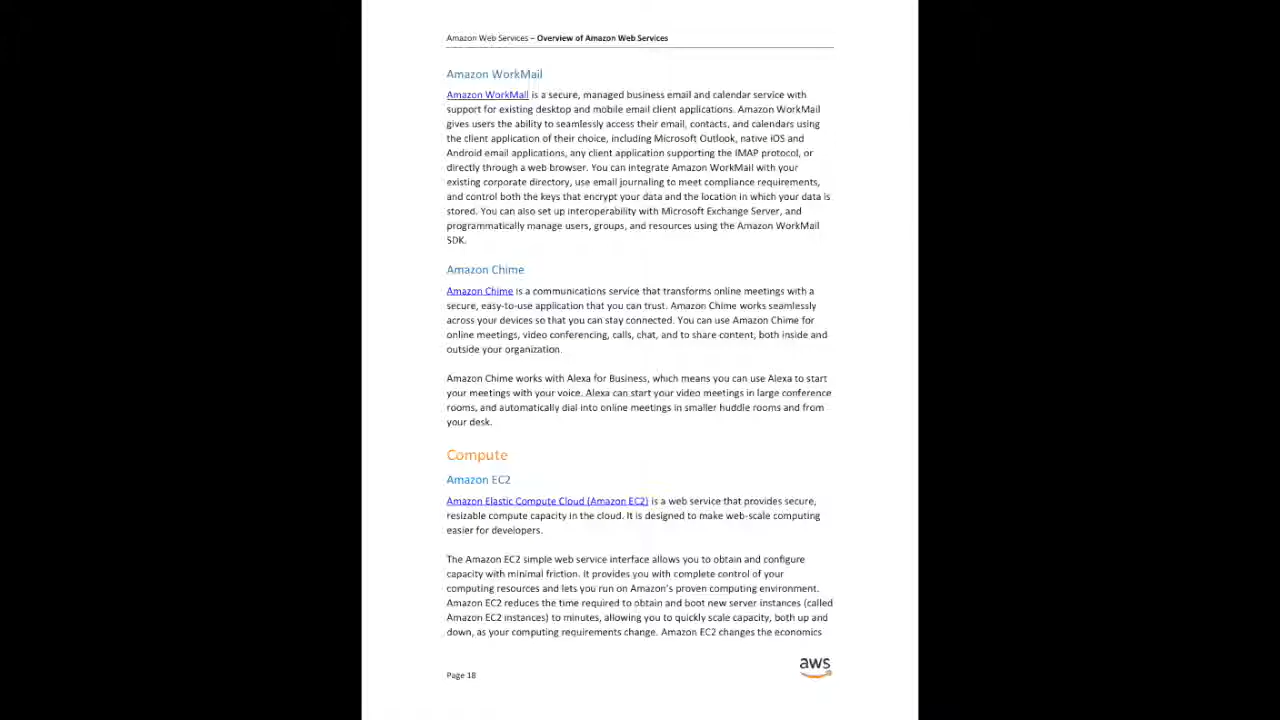 Amazon Web Services – Overview of Amazon Web Services
Amazon WorkMail
Amazon WorkMail is a secure, managed business email and calendar service with
support for existing desktop and mobile email client applications. Amazon WorkMail
gives users the ability to seamlessly access their email, contacts, and calendars using
the client application of their choice, including Microsoft Outlook, native iOS and
Android email applications, any client application supporting the IMAP protocol, or
directly through a web browser. You can integrate Amazon WorkMail with your
existing corporate directory, use email journaling to meet compliance requirements,
and control both the keys that encrypt your data and the location in which your data is
stored. You can also set up interoperability with Microsoft Exchange Server, and
programmatically manage users, groups, and resources using the Amazon WorkMail
SDK.
Amazon Chime
Amazon Chime is a communications service that transforms online meetings with a
secure, easy-to-use application that you can trust. Amazon Chime works seamlessly
across your devices so that you can stay connected. You can use Amazon Chime for
online meetings, video conferencing, calls, chat, and to share content, both inside and
outside your organization.
Amazon Chime works with Alexa for Business, which means you can use Alexa to start
your meetings with your voice. Alexa can start your video meetings in large conference
rooms, and automatically dial into online meetings in smaller huddle rooms and from
your desk.
Compute
Amazon EC2
Amazon Elastic Compute Cloud (Amazon EC2) is a web service that provides secure,
resizable compute capacity in the cloud. It is designed to make web-scale computing
easier for developers.
The Amazon EC2 simple web service interface allows you to obtain and configure
capacity with minimal friction. It provides you with complete control of your
computing resources and lets you run on Amazon's proven computing environment.
Amazon EC2 reduces the time required to obtain and boot new server instances (called
Amazon EC2 instances) to minutes, allowing you to quickly scale capacity, both up and
down, as your computing requirements change. Amazon EC2 changes the economics
aws
Page 18